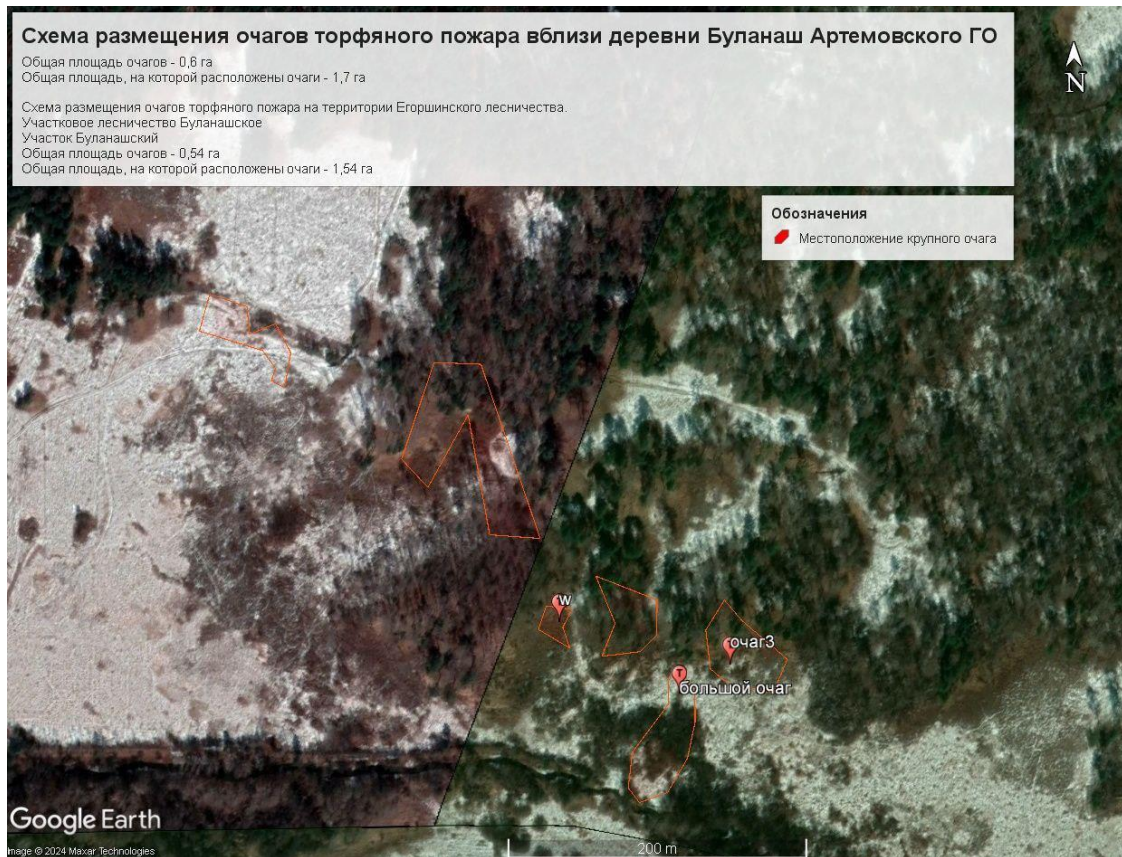 Схема размещения очагов торфяного пожара вблизи деревни Буланаш Артемовского ГО
Общая площадь очагов - 0,6 га
Общая площадь, на которой расположены очаги - 1,7 га
Схема размещения очагов торфяного пожара на территории Егоршинского лесничества.
Участковое лесничество Буланашское
Участок Буланашский
Общая площадь очагов - 0,54 га
Общая площадь, на которой расположены очаги - 1,54 га
N
Обозначения
Местоположение крупного очага
W
очаг3
T
большой очаг
Google Earth
Image © 2024 Maxar Technologies
200 m